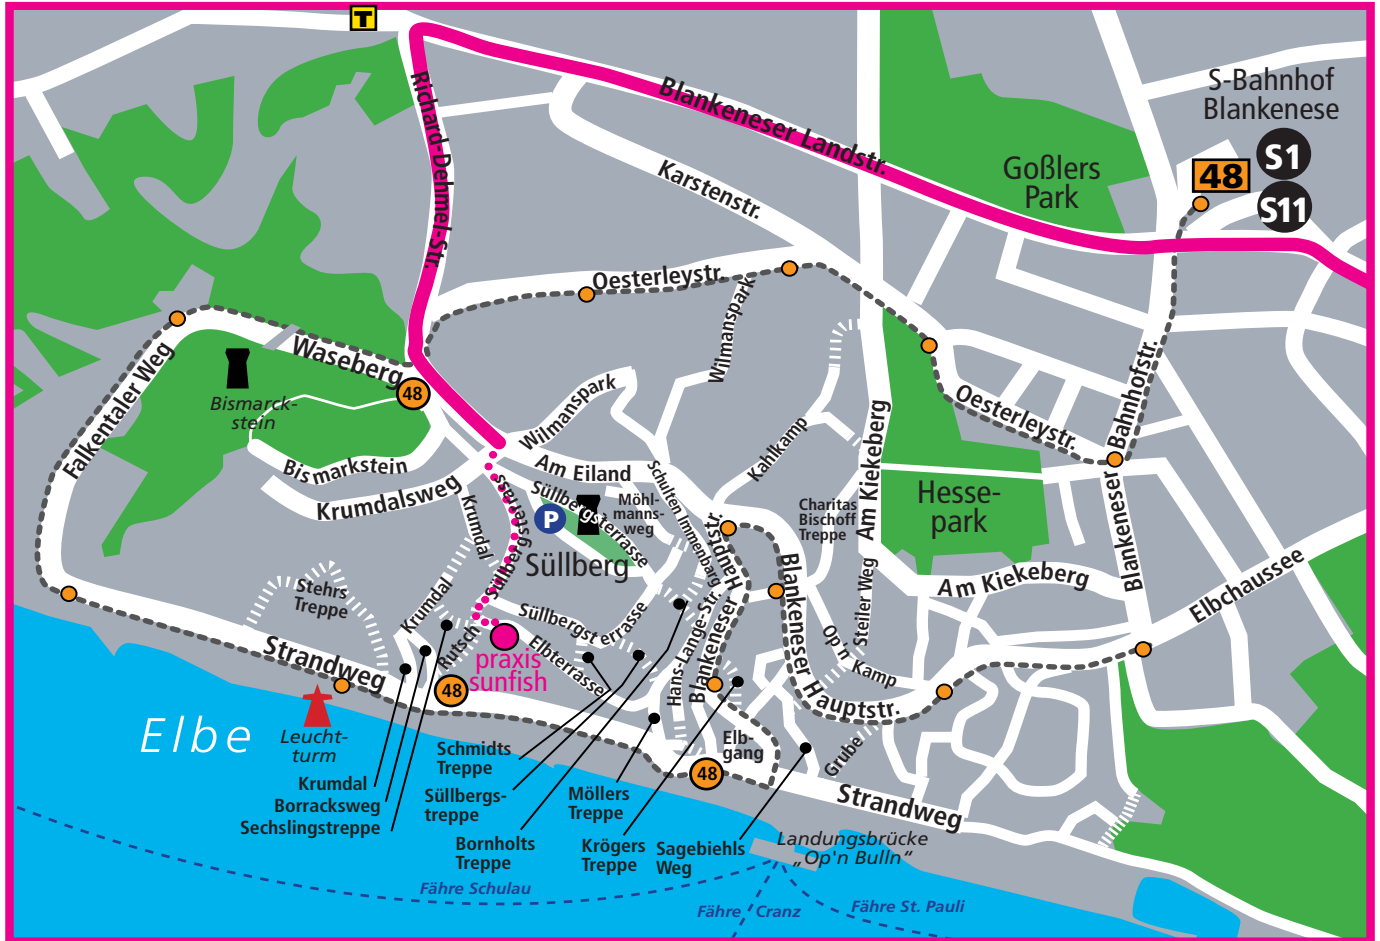 T
S-Bahnhof
Blankenese
S1
48
S11
Richard-Dehmel-Str.
Blankeneser Landstr.
Goßlers
Park
Karstenstr.
Oesterleystr.
Wilmanspark
Waseberg
48
Falkentaler Weg
Bismarck-
stein
Wilmanspark
Oesterleystr.
Bahnhofstr.
Blankeneser
Bismarkstein
Krumdalsweg
Am Eiland
Kahlkamp
Am Kiekeberg
Schulten Immenbarg
Möhl-
manns-
weg
Charitas
Bischoff
Treppe
Hesse-
park
Krumdal
Süllbergsterrass
Süllbergsterrasse
P
Süllberg
Am Kiekeberg
Elbchaussee
Stehrs
Treppe
Krumdal
Rutsch
Süllbergsterrasse
Elbterrasse
Hans-Lange-Str.
Blankeneser
Hauptstr.
Blankeneser
Hauptstr.
Steiler Weg
Op'n Kamp
praxis
sunfish
48
Strandweg
Elbe
Leucht-
turm
Elb-
gang
48
Grube
Strandweg
Krumdal
Borracksweg
Sechslingstreppe
Schmidts
Treppe
Süllbergs-
treppe
Bornholts
Treppe
Möllers
Treppe
Krögers
Treppe
Sagebiehls
Weg
Landungsbrücke
„Op'n Bulln"
Fähre Schulau
Fähre Cranz
Fähre St. Pauli